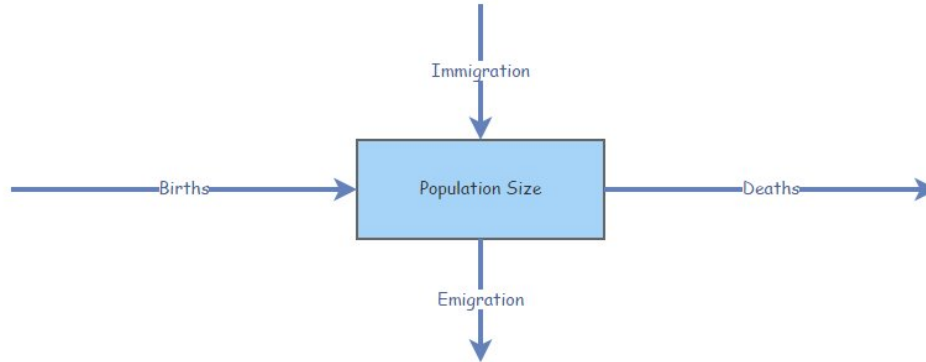 Immigration
Births
Population Size
Deaths
Emigration